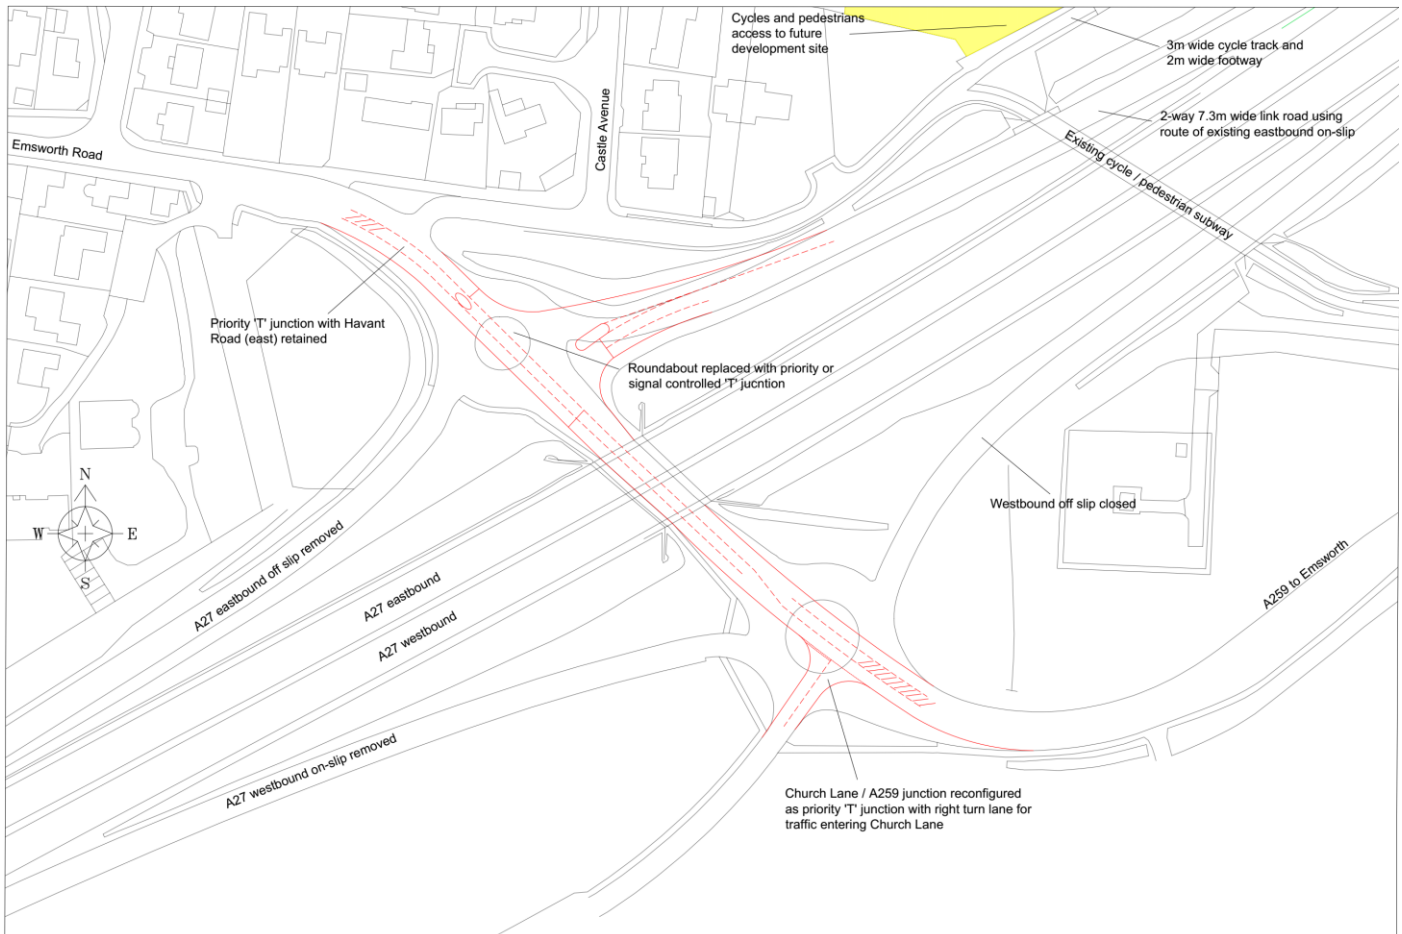 Cycles and pedestrians
access to future
development site
3m wide cycle track and
2m wide footway
2-way 7.3m wide link road using
route of existing eastbound on-slip
Castle Avenue
Emsworth Road
Existing cycle / pedestrian subway
Priority 'T' junction with Havant
Road (east) retained
Roundabout replaced with priority or
signal controlled 'T' jucntion
N
W
E
S
Westbound off slip closed
A27 eastbound off slip removed
A27 eastbound
A27 westbound
A259 to Emsworth
A27 westbound on-slip removed
Church Lane / A259 junction reconfigured
as priority 'T' junction with right turn lane for
traffic entering Church Lane